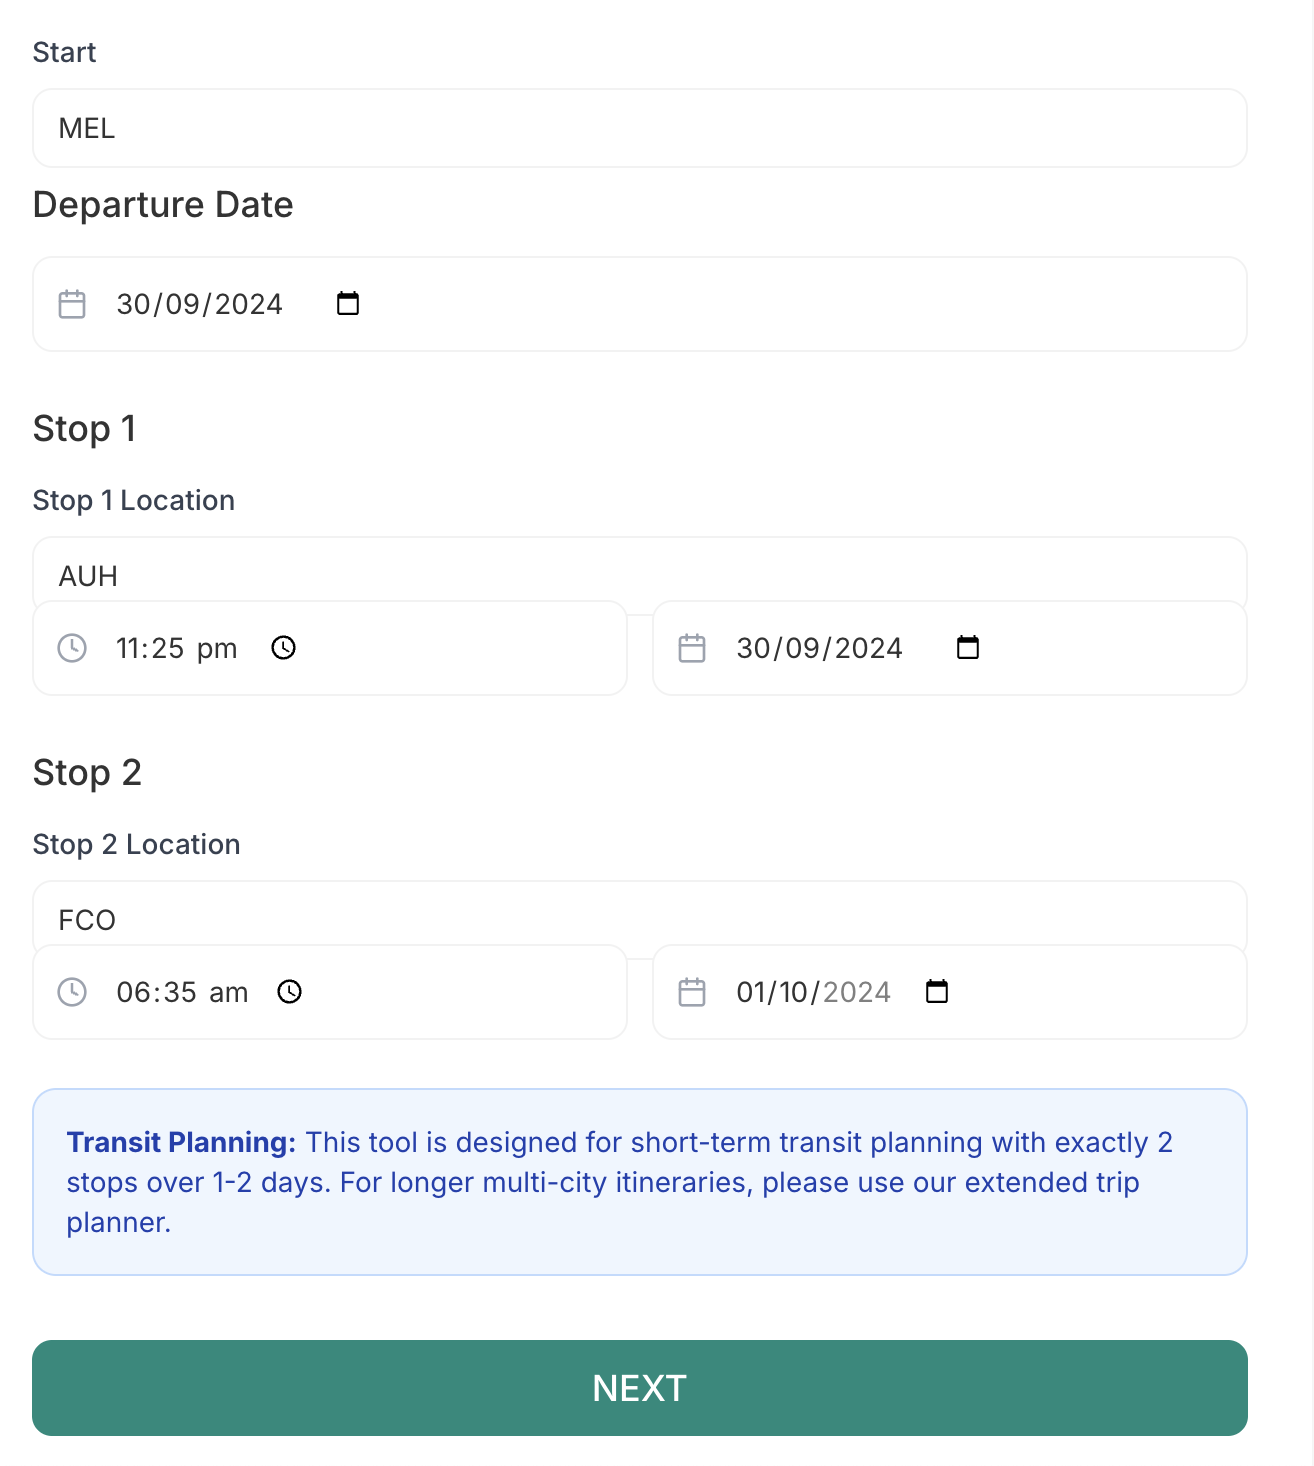 Start
MEL
Departure Date
30/09/2024
Stop 1
Stop 1 Location
AUH
11:25 pm 30/09/2024
Stop 2
Stop 2 Location
FCO
06:35 am 01/10/2024
Transit Planning: This tool is designed for short-term transit planning with exactly 2
stops over 1-2 days. For longer multi-city itineraries, please use our extended trip
planner.
NEXT